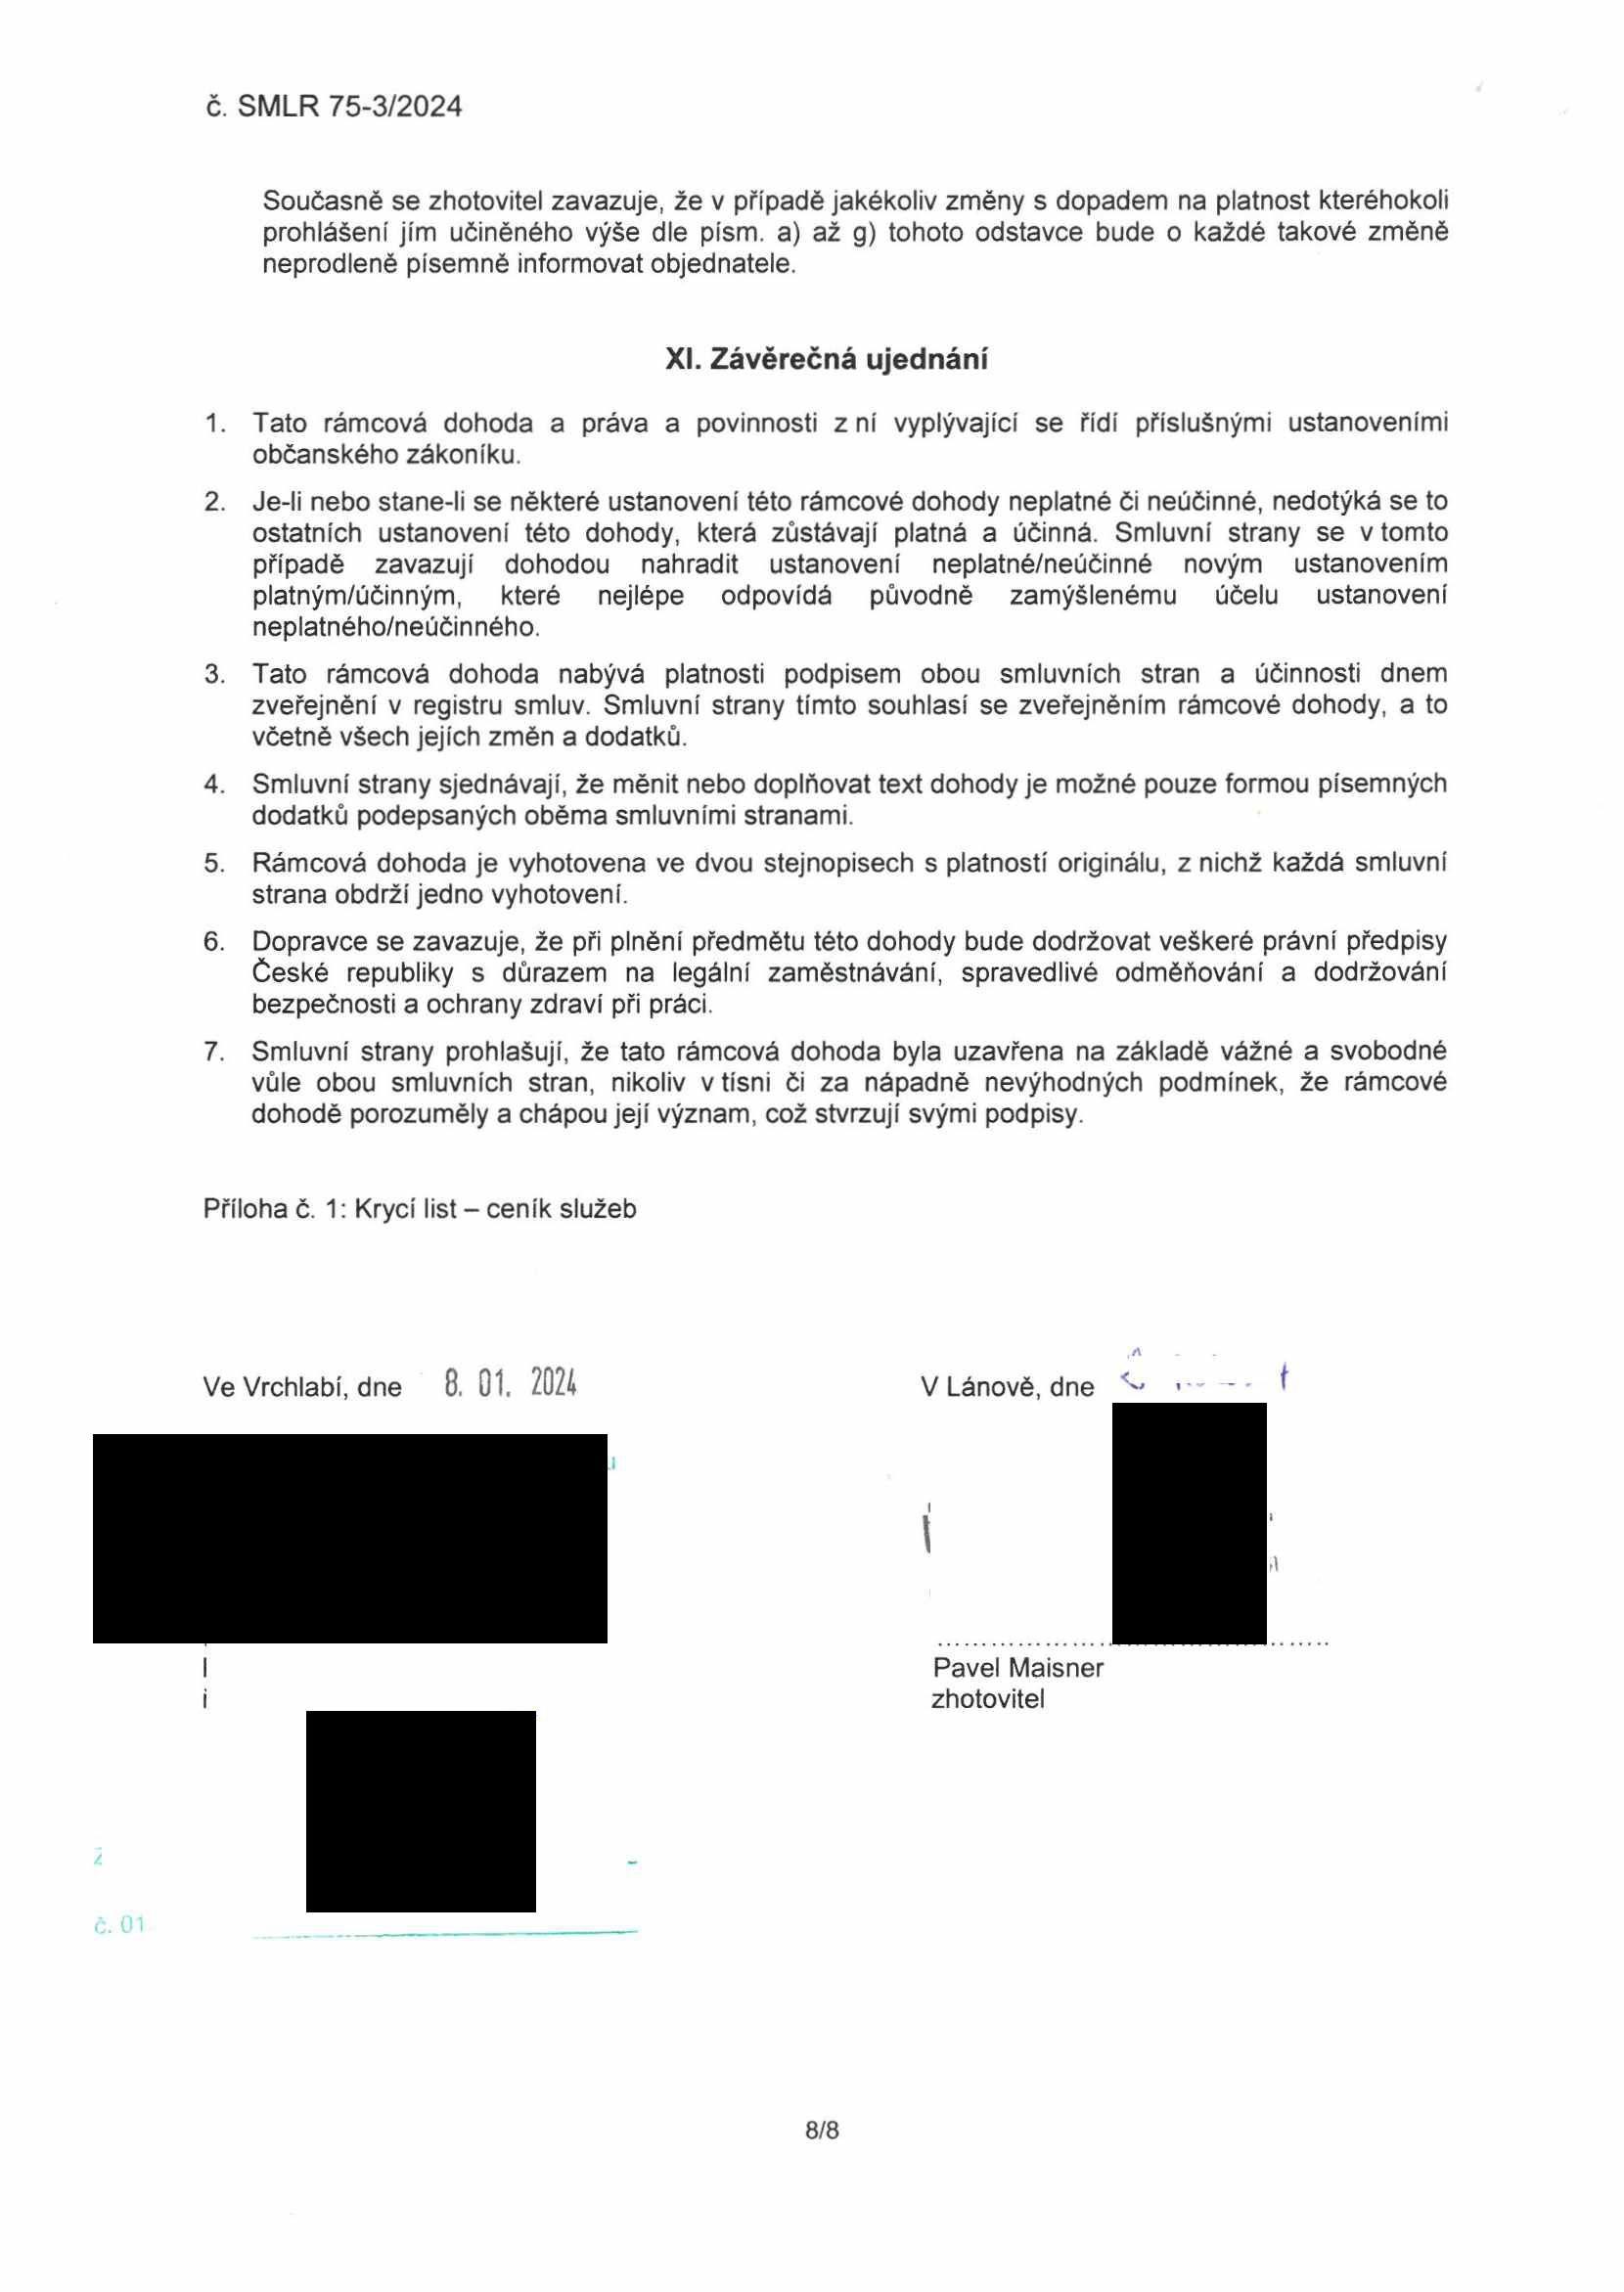 č. SMLR 75-3/2024
Současně se zhotovitel zavazuje, že v případě jakékoliv změny s dopadem na platnost kteréhokoli
prohlášení jím učiněného výše dle písm. a) až g) tohoto odstavce bude o každé takové změně
neprodleně písemně informovat objednatele.
XI. Závěrečná ujednání
1. Tato rámcová dohoda a práva a povinnosti z ní vyplývající se řídí příslušnými ustanoveními
občanského zákoníku.
2. Je-li nebo stane-li se některé ustanovení této rámcové dohody neplatné či neúčinné, nedotýká se to
ostatních ustanovení této dohody, která zůstávají platná a účinná. Smluvní strany se v tomto
případě zavazují dohodou nahradit ustanovení neplatné/neúčinné novým ustanovením
platným/účinným, které nejlépe odpovídá původně zamýšlenému účelu ustanovení
neplatného/neúčinného.
3. Tato rámcová dohoda nabývá platnosti podpisem obou smluvních stran a účinnosti dnem
zveřejnění v registru smluv. Smluvní strany tímto souhlasí se zveřejněním rámcové dohody, a to
včetně všech jejích změn a dodatků.
4. Smluvní strany sjednávají, že měnit nebo doplňovat text dohody je možné pouze formou písemných
dodatků podepsaných oběma smluvními stranami.
5. Rámcová dohoda je vyhotovena ve dvou stejnopisech s platností originálu, z nichž každá smluvní
strana obdrží jedno vyhotovení.
6. Dopravce se zavazuje, že při plnění předmětu této dohody bude dodržovat veškeré právní předpisy
České republiky s důrazem na legální zaměstnávání, spravedlivé odměňování a dodržování
bezpečnosti a ochrany zdraví při práci.
7. Smluvní strany prohlašují, že tato rámcová dohoda byla uzavřena na základě vážné a svobodné
vůle obou smluvních stran, nikoliv v tísni či za nápadně nevýhodných podmínek, že rámcové
dohodě porozuměly a chápou její význam, což stvrzují svými podpisy.
Příloha č. 1: Krycí list – ceník služeb
Ve Vrchlabí, dne 8. 01. 2024
V Lánově, dne
Pavel Maisner
zhotovitel
č. 01
8/8